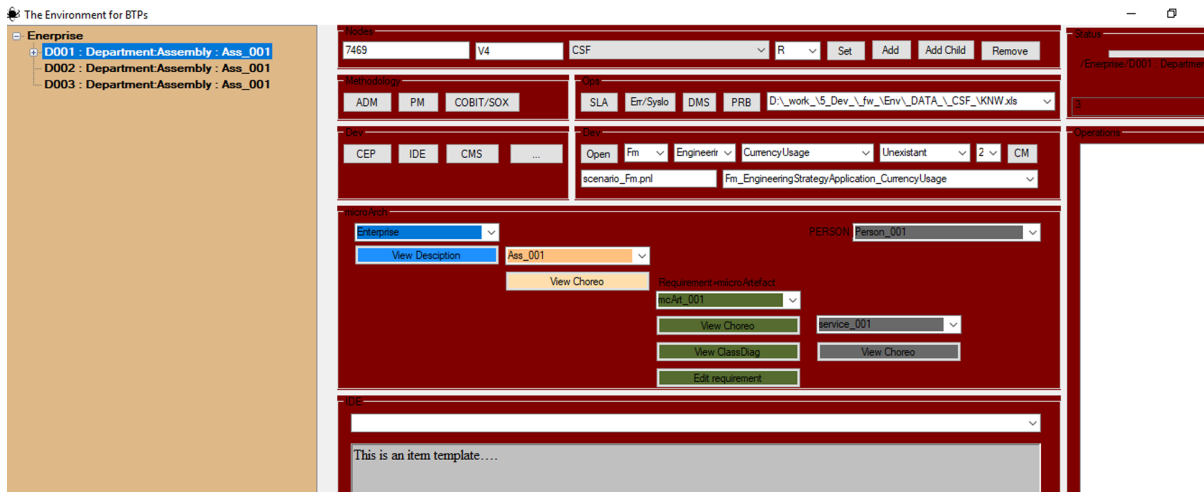 The Environment for BTPs
Enerprise
D001 : Department:Assembly : Ass_001
D002 : Department:Assembly : Ass_001
D003 : Department:Assembly : Ass_001
Nodes
7469 V4 CSF R Set Add Add Child Remove
Methodology
ADM PM COBIT/SOX
Ops
SLA Err/Syslo DMS PRB D:\_work_\5_Dev_\_fw_\Env\_DATA_\_CSF_\KNW.xls
Dev
CEP IDE CMS ...
Dev
Open Fm Engineerir CurrencyUsage Unexistant 2 CM
scenario_Fm.pnl Fm_EngineeringStrategyApplication_CurrencyUsage
microArch
Enterprise PERSON Person_001
View Desciption Ass_001
View Choreo Requirement=microArtefact
mcArt_001
View Choreo service_001
View ClassDiag View Choreo
Edit requirement
IDE
This is an item template....
Status
/Enerprise/D001 : Departmen
3
Operations